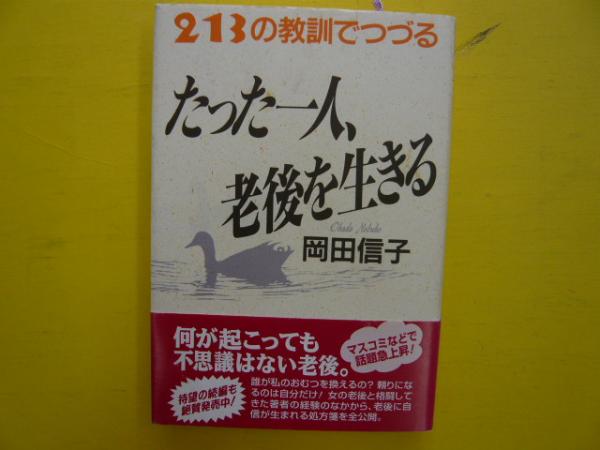 213の教訓でつづる
たった一人、
老後を生きる
Okada Nobuko
岡田信子
何が起こっても
不思議はない老後。
マスコミなどで
話題急上昇!
待望の続編も
絶賛発売中!
誰が私のおむつを換えるの?頼りにな
るのは自分だけ!女の老後と格闘して
きた著者の経験のなかから、老後に自
信が生まれる処方箋を全公開。